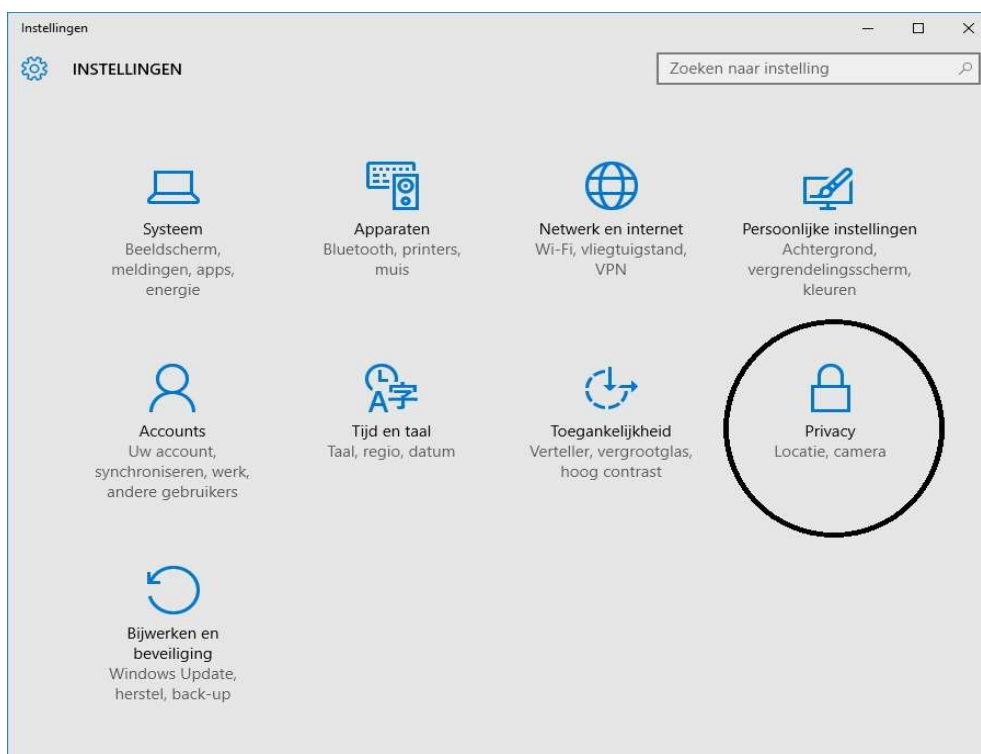 Instellingen
INSTELLINGEN
Zoeken naar instelling
Systeem
Beeldscherm,
meldingen, apps,
energie
Apparaten
Bluetooth, printers,
muis
Netwerk en internet
Wi-Fi, vliegtuigstand,
VPN
Persoonlijke instellingen
Achtergrond,
vergrendelingsscherm,
kleuren
Accounts
Uw account,
synchroniseren, werk,
andere gebruikers
Tijd en taal
Taal, regio, datum
Toegankelijkheid
Verteller, vergrootglas,
hoog contrast
Privacy
Locatie, camera
Bijwerken en
beveiliging
Windows Update,
herstel, back-up